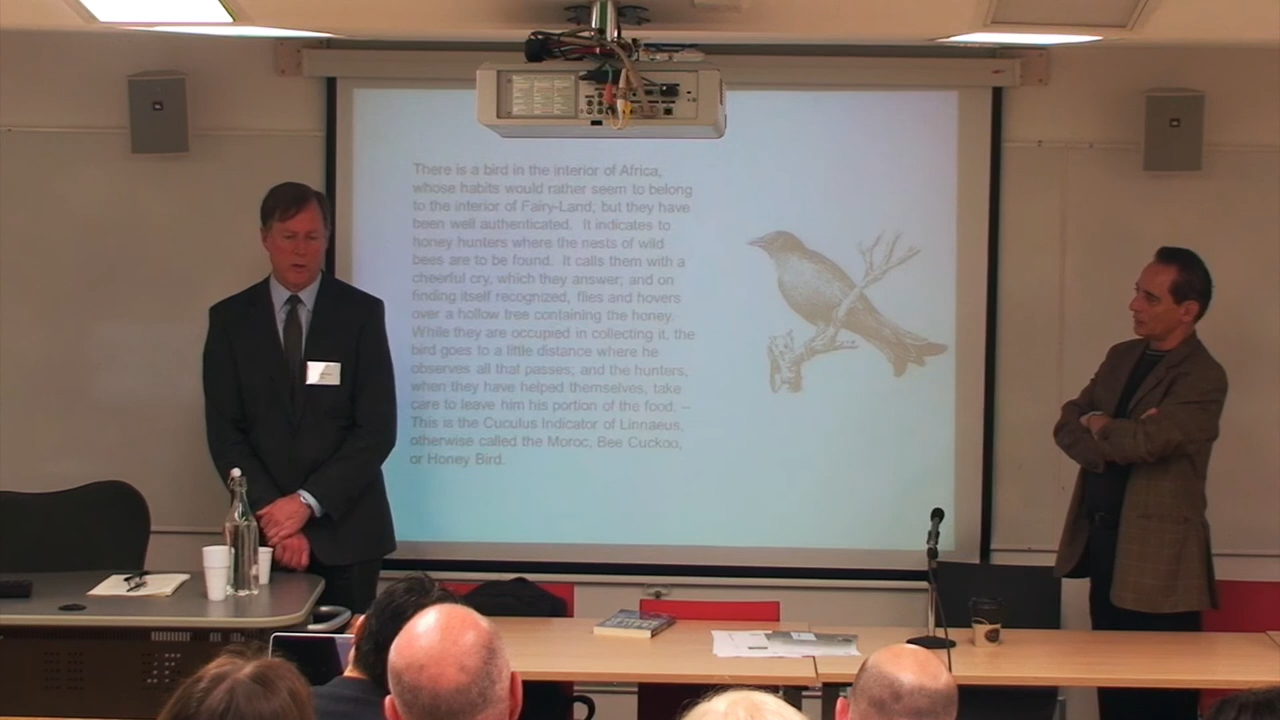 There is a bird in the interior of Africa,
whose habits would rather seem to belong
to the interior of Fairy-Land, but they have
been well authenticated. It indicates to
honey hunters where the nests of wild
bees are to be found. It calls them with a
cheerful cry, which they answer; and on
finding itself recognized, flies and hovers
over a hollow tree containing the honey.
While they are occupied in collecting it, the
bird goes to a little distance where he
observes all that passes; and the hunters,
when they have helped themselves, take
care to leave him his portion of the food. –
This is the Cuculus Indicator of Linnaeus,
otherwise called the Moroc, Bee Cuckoo,
or Honey Bird.